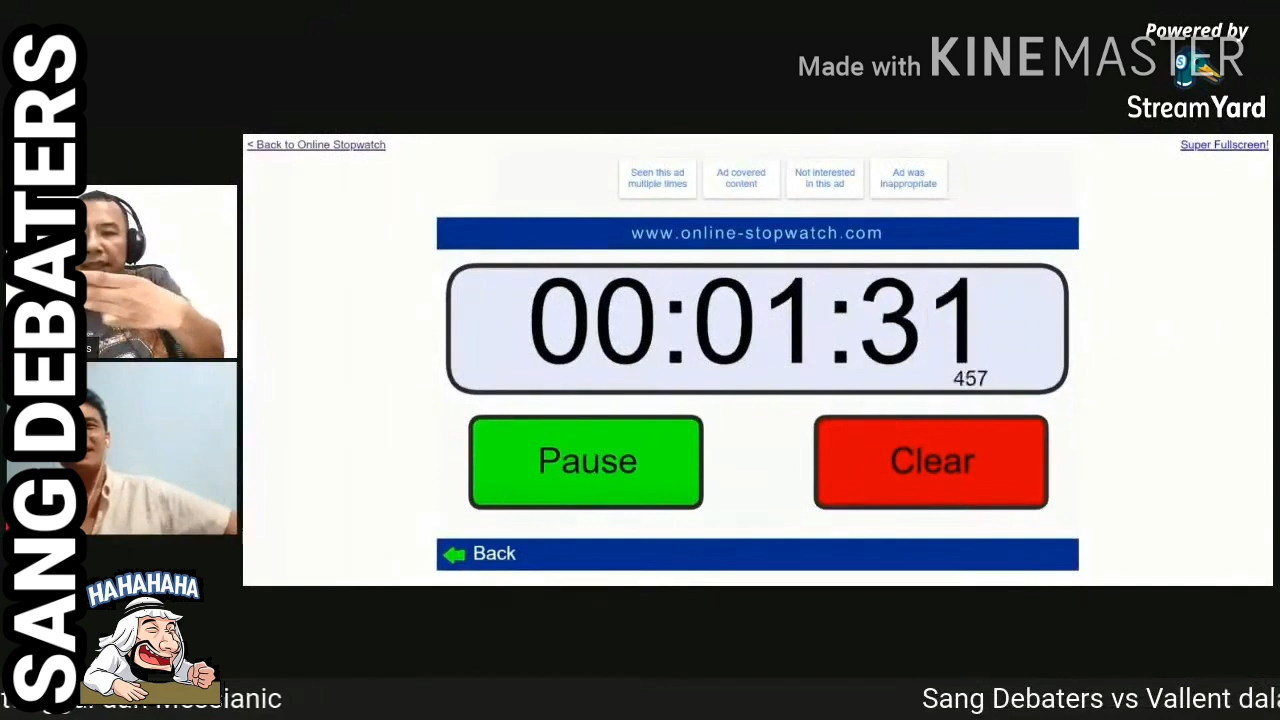 SANG DEBATERS
Powered by
Made with KINEMASTER
StreamYard
< Back to Online Stopwatch
Super Fullscreen!
Seen this ad
multiple times
Ad covered
content
Not interested
in this ad
Ad was
inappropriate
www.online-stopwatch.com
00:01:31
457
Pause
Clear
Back
HAHAHAHA
Sang Debaters vs Vallent